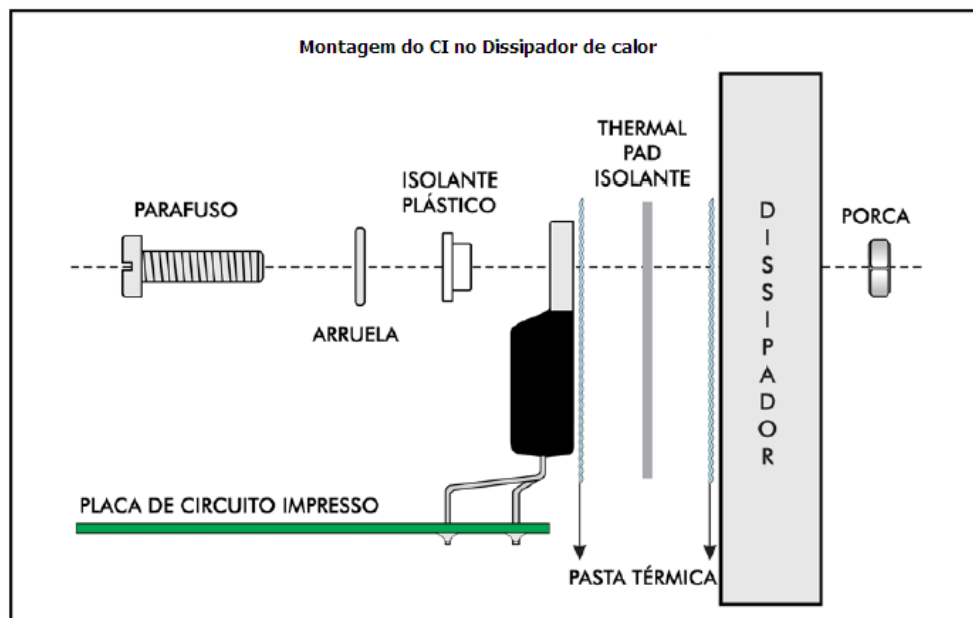 Montagem do CI no Dissipador de calor
THERMAL
PAD
ISOLANTE
ISOLANTE
PLÁSTICO
PARAFUSO
PORCA
ARRUELA
DISSIPADOR
PLACA DE CIRCUITO IMPRESSO
PASTA TÉRMICA